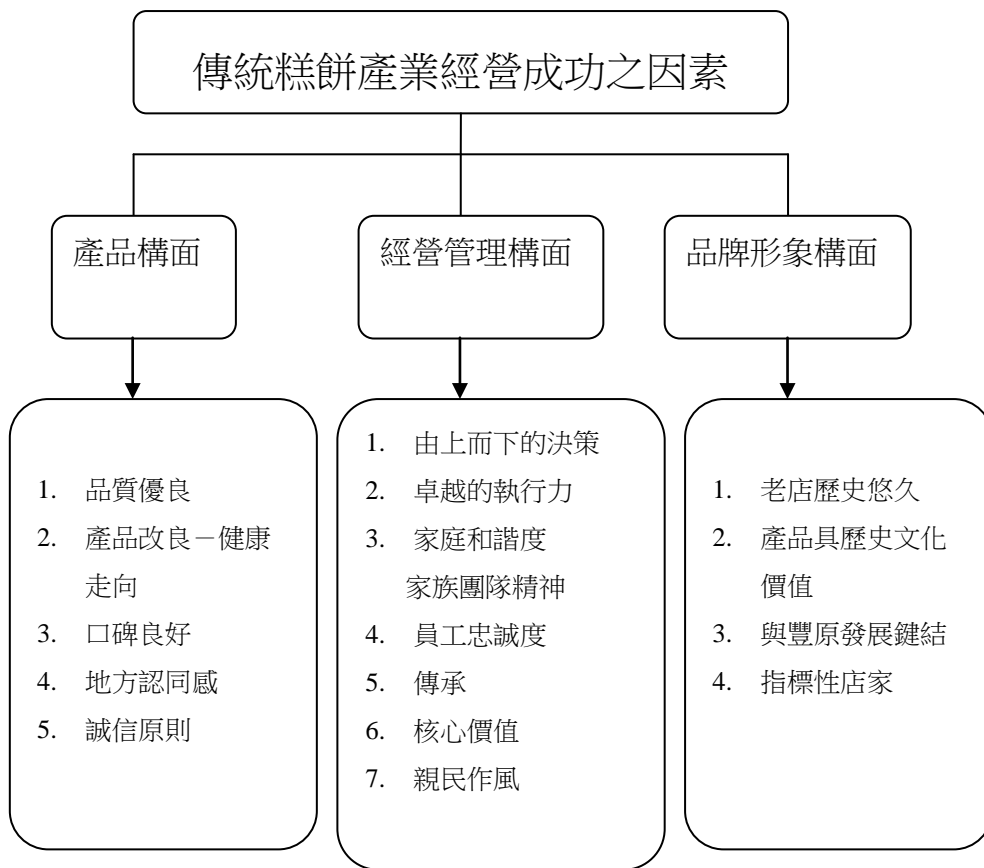 傳統糕餅產業經營成功之因素
產品構面
經營管理構面
品牌形象構面
1. 品質優良
2. 產品改良－健康
走向
3. 口碑良好
4. 地方認同感
5. 誠信原則
1. 由上而下的決策
2. 卓越的執行力
3. 家庭和諧度
家族團隊精神
4. 員工忠誠度
5. 傳承
6. 核心價值
7. 親民作風
1. 老店歷史悠久
2. 產品具歷史文化
價值
3. 與豐原發展鍵結
4. 指標性店家